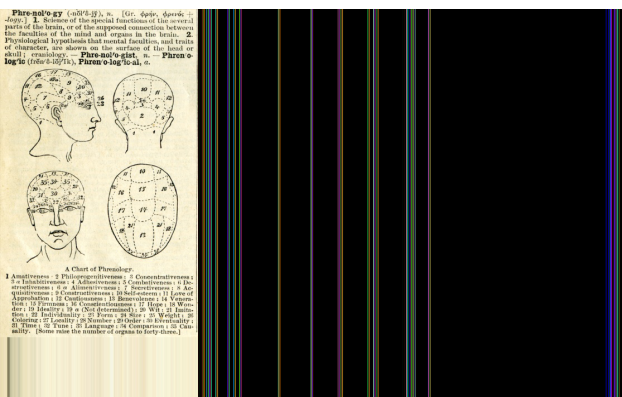 Phre-nol′o-gy (-nŏl′ō-jy̆), n. [Gr. φρήν, φρενός +
-logy.] 1. Science of the special functions of the several
parts of the brain, or of the supposed connection between
the faculties of the mind and organs in the brain. 2.
Physiological hypothesis that mental faculties, and traits
of character, are shown on the surface of the head or
skull; craniology. — Phre-nol′o-gist, n. — Phren′o-
log′ic (frĕn′ō-lŏj′ĭk), Phren′o-log′ic-al, a.
A Chart of Phrenology.
1 Amativeness; 2 Philoprogenitiveness; 3 Concentrativeness;
3 a Inhabitiveness; 4 Adhesiveness; 5 Combativeness; 6 De-
structiveness; 6 a Alimentiveness; 7 Secretiveness; 8 Ac-
quisitiveness; 9 Constructiveness; 10 Self-esteem; 11 Love of
Approbation; 12 Cautiousness; 13 Benevolence; 14 Venera-
tion; 15 Firmness; 16 Conscientiousness; 17 Hope; 18 Won-
der; 19 Ideality; 19 a (Not determined); 20 Wit; 21 Imita-
tion; 22 Individuality; 23 Form; 24 Size; 25 Weight; 26
Coloring; 27 Locality; 28 Number; 29 Order; 30 Eventuality;
31 Time; 32 Tune; 33 Language; 34 Comparison; 35 Cau-
sality. [Some raise the number of organs to forty-three.]